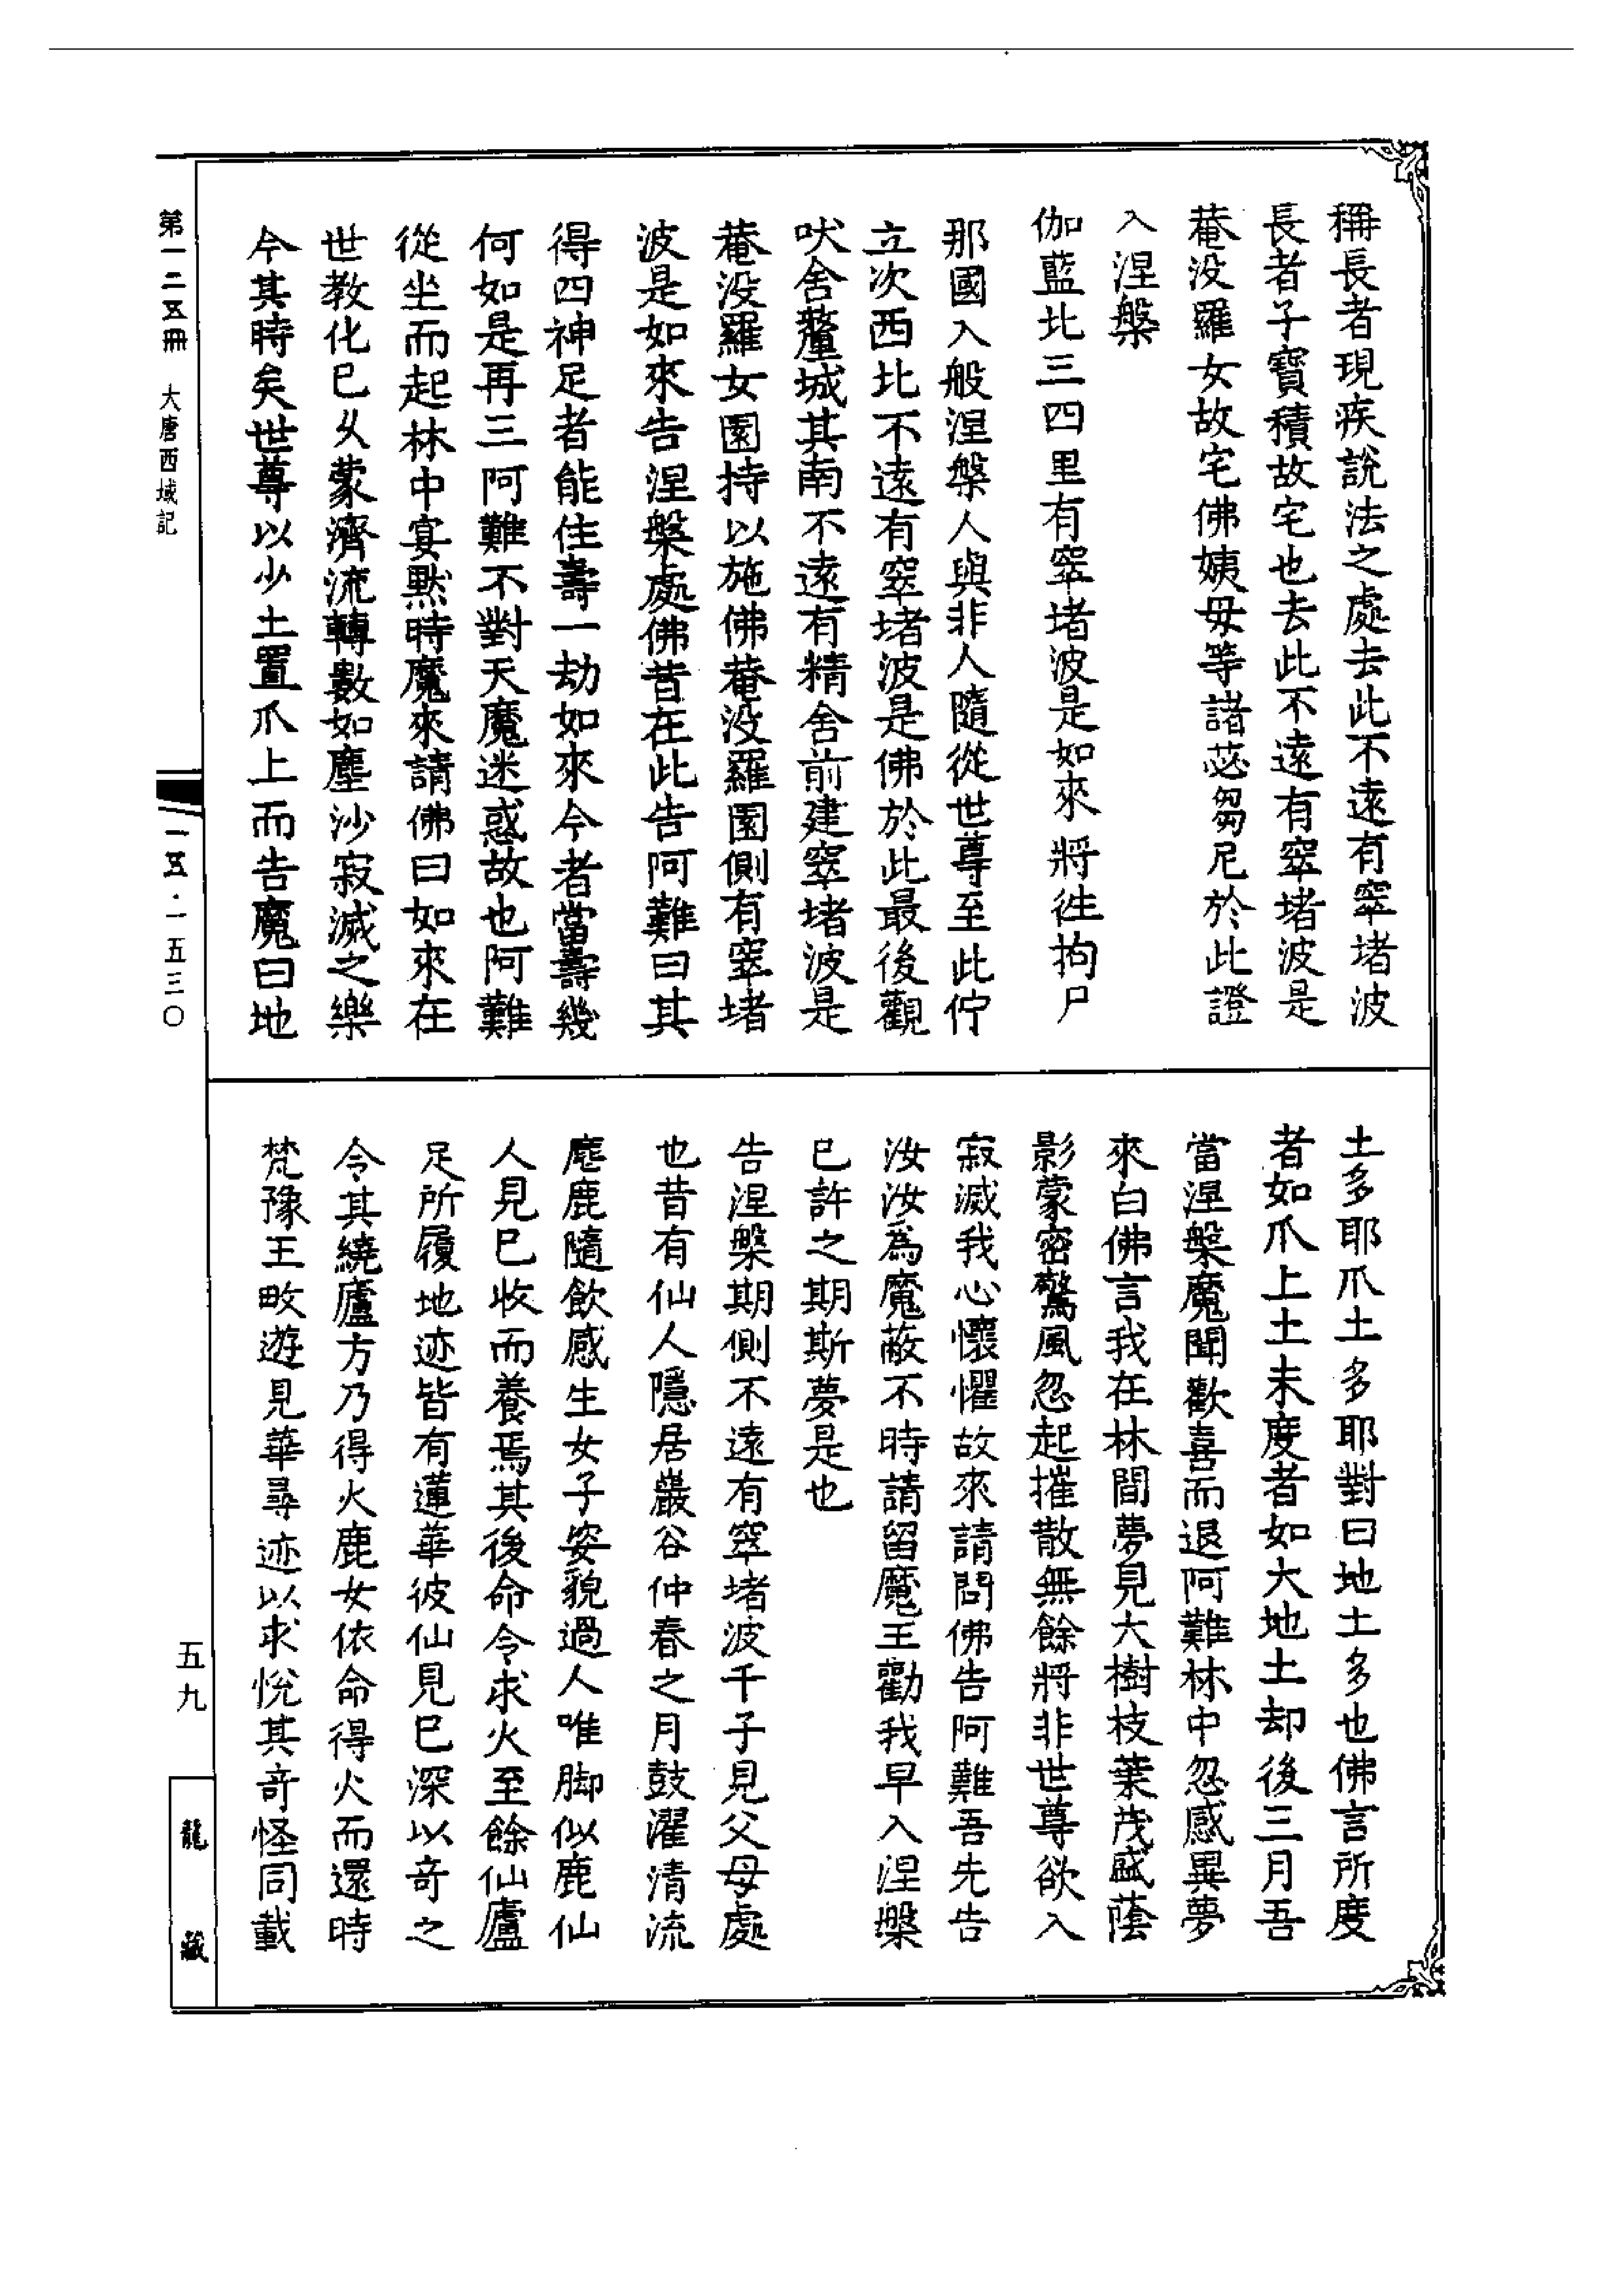 稱長者現疾說法之處去此不遠有窣堵波
長者子寶積故宅也去此不遠有窣堵波是
菴没羅女故宅佛姨母等諸苾芻尼於此證
入涅槃
伽藍北三四里有窣堵波是如來將往拘尸
那國入般涅槃人與非人隨從世尊至此佇
立次西北不遠有窣堵波是佛於此最後觀
吠舍釐城其南不遠有精舍前建窣堵波是
菴没羅女園持以施佛菴没羅園側有窣堵
波是如來告涅槃處佛昔在此告阿難曰其
得四神足者能住壽一劫如來今者當壽幾
何如是再三阿難不對天魔迷惑故也阿難
從坐而起林中宴默時魔來請佛曰如來在
世教化已久蒙濟流轉數如塵沙寂滅之樂
今其時矣世尊以少土置爪上而告魔曰地
土多耶爪土多耶對曰地土多也佛言所度
者如爪上土未度者如大地土却後三月吾
當涅槃魔聞歡喜而退阿難林中忽感異夢
來白佛言我在林間夢見大樹枝葉茂盛蔭
影蒙密驚風忽起摧散無餘將非世尊欲入
寂滅我心懷懼故來請問佛告阿難吾先告
汝汝為魔蔽不時請留魔王勸我早入涅槃
已許之期斯夢是也
告涅槃期側不遠有窣堵波千子見父母處
也昔有仙人隱居巖谷仲春之月鼓濯清流
麀鹿隨飲感生女子姿貌過人唯脚似鹿仙
人見已收而養焉其後命令求火至餘仙廬
足所履地迹皆有蓮華彼仙見已深以奇之
令其繞廬方乃得火鹿女依命得火而還時
梵豫王畋遊見華尋迹以求悅其奇怪同載
第一二五冊 大唐西域記
一五·一五三〇
五九
龍藏